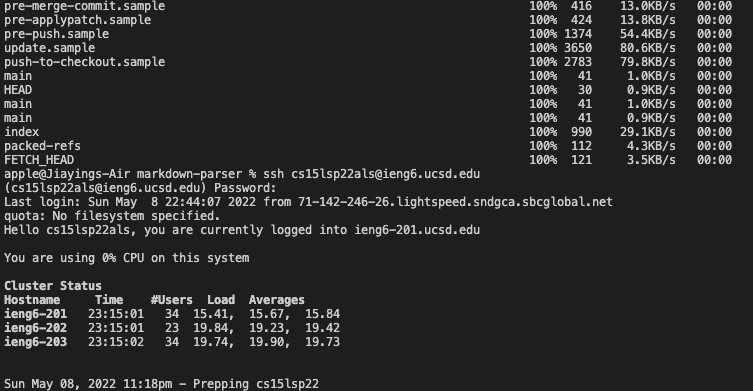 pre-merge-commit.sample 100% 416 13.0KB/s 00:00
pre-applypatch.sample 100% 424 13.8KB/s 00:00
pre-push.sample 100% 1374 54.4KB/s 00:00
update.sample 100% 3650 80.6KB/s 00:00
push-to-checkout.sample 100% 2783 79.8KB/s 00:00
main 100% 41 1.0KB/s 00:00
HEAD 100% 30 0.9KB/s 00:00
main 100% 41 1.0KB/s 00:00
main 100% 41 0.9KB/s 00:00
index 100% 990 29.1KB/s 00:00
packed-refs 100% 112 4.3KB/s 00:00
FETCH_HEAD 100% 121 3.5KB/s 00:00
apple@Jiayings-Air markdown-parser % ssh cs15lsp22als@ieng6.ucsd.edu
(cs15lsp22als@ieng6.ucsd.edu) Password:
Last login: Sun May 8 22:44:07 2022 from 71-142-246-26.lightspeed.sndgca.sbcglobal.net
quota: No filesystem specified.
Hello cs15lsp22als, you are currently logged into ieng6-201.ucsd.edu
You are using 0% CPU on this system
Cluster Status
Hostname Time #Users Load Averages
ieng6-201 23:15:01 34 15.41, 15.67, 15.84
ieng6-202 23:15:01 23 19.84, 19.23, 19.42
ieng6-203 23:15:02 34 19.74, 19.90, 19.73
Sun May 08, 2022 11:18pm - Prepping cs15lsp22